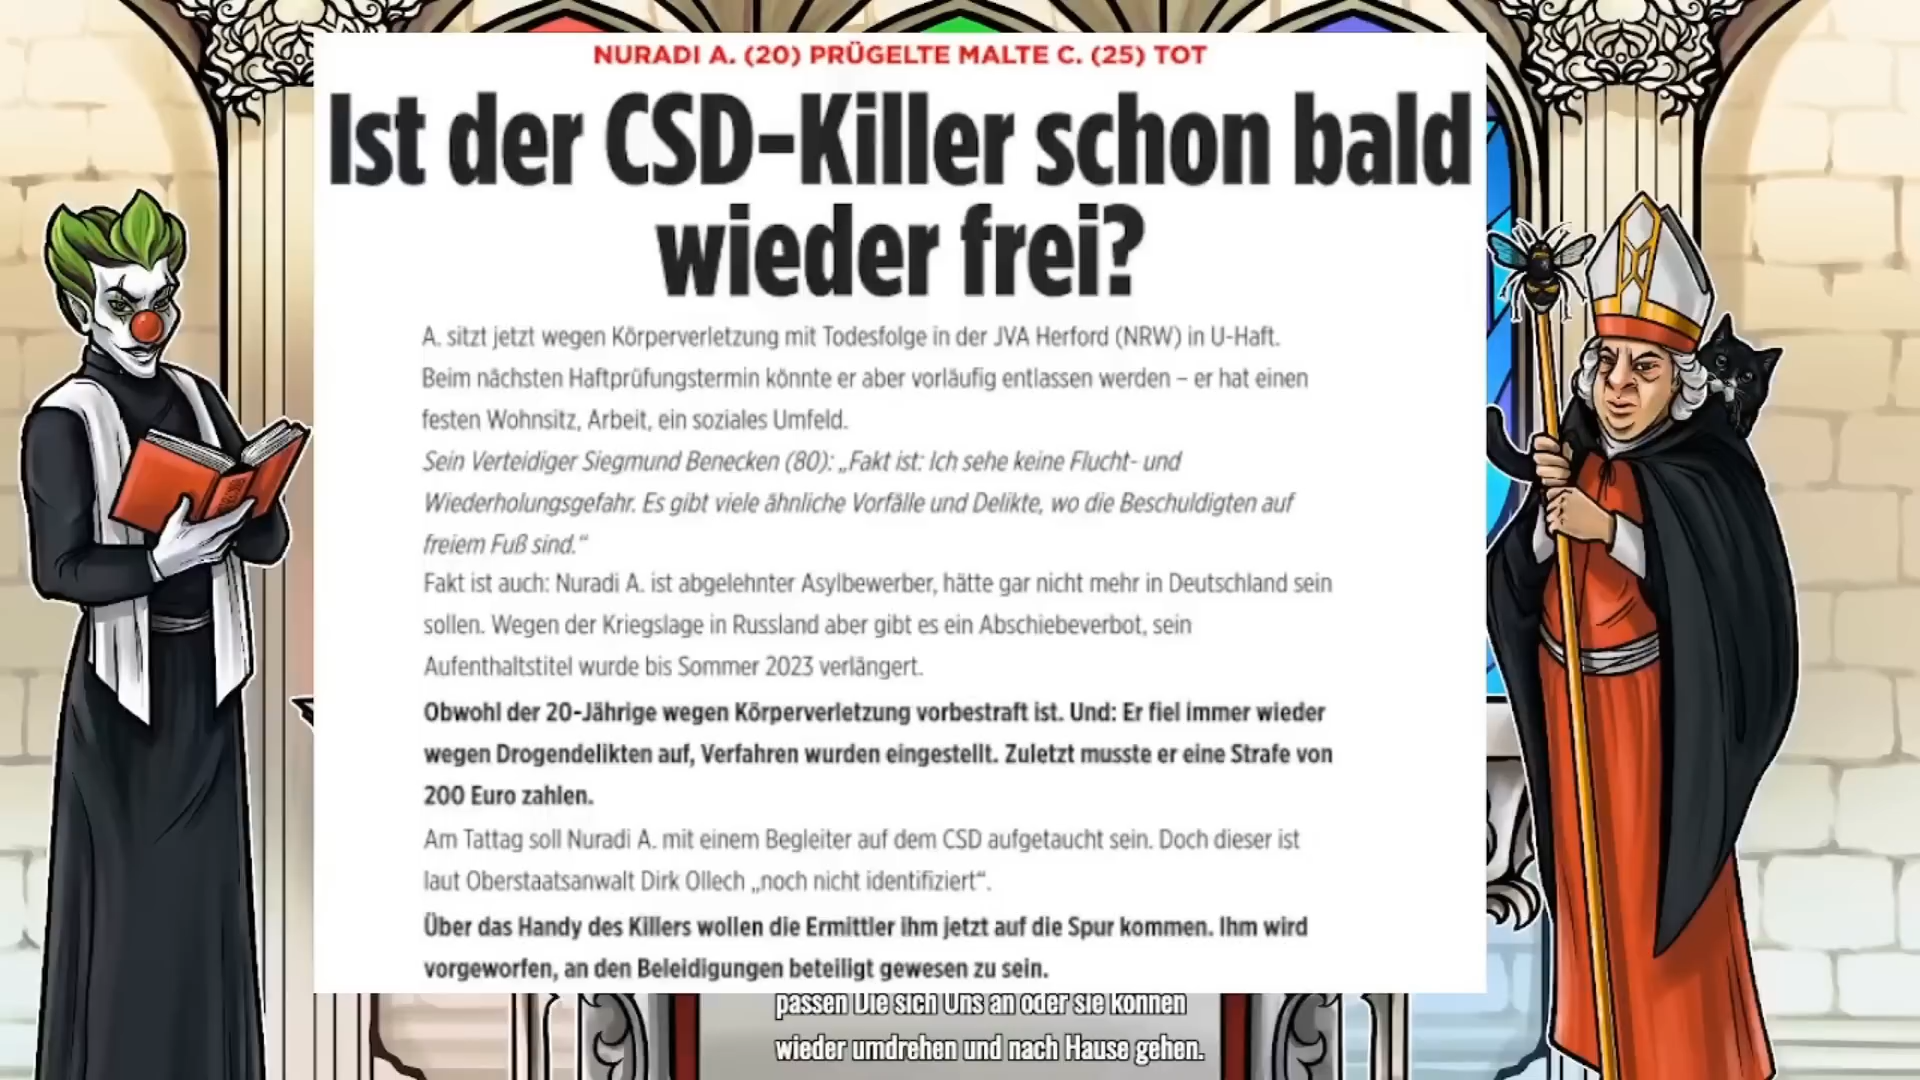 NURADI A. (20) PRÜGELTE MALTE C. (25) TOT
Ist der CSD-Killer schon bald
wieder frei?
A. sitzt jetzt wegen Körperverletzung mit Todesfolge in der JVA Herford (NRW) in U-Haft.
Beim nächsten Haftprüfungstermin könnte er aber vorläufig entlassen werden – er hat einen
festen Wohnsitz, Arbeit, ein soziales Umfeld.
Sein Verteidiger Siegmund Benecken (80): „Fakt ist: Ich sehe keine Flucht- und
Wiederholungsgefahr. Es gibt viele ähnliche Vorfälle und Delikte, wo die Beschuldigten auf
freiem Fuß sind.“
Fakt ist auch: Nuradi A. ist abgelehnter Asylbewerber, hätte gar nicht mehr in Deutschland sein
sollen. Wegen der Kriegslage in Russland aber gibt es ein Abschiebeverbot, sein
Aufenthaltstitel wurde bis Sommer 2023 verlängert.
Obwohl der 20-Jährige wegen Körperverletzung vorbestraft ist. Und: Er fiel immer wieder
wegen Drogendelikten auf, Verfahren wurden eingestellt. Zuletzt musste er eine Strafe von
200 Euro zahlen.
Am Tattag soll Nuradi A. mit einem Begleiter auf dem CSD aufgetaucht sein. Doch dieser ist
laut Oberstaatsanwalt Dirk Ollech „noch nicht identifiziert“.
Über das Handy des Killers wollen die Ermittler ihm jetzt auf die Spur kommen. Ihm wird
vorgeworfen, an den Beleidigungen beteiligt gewesen zu sein.
passen Die sich Uns an oder sie können
wieder umdrehen und nach Hause gehen.